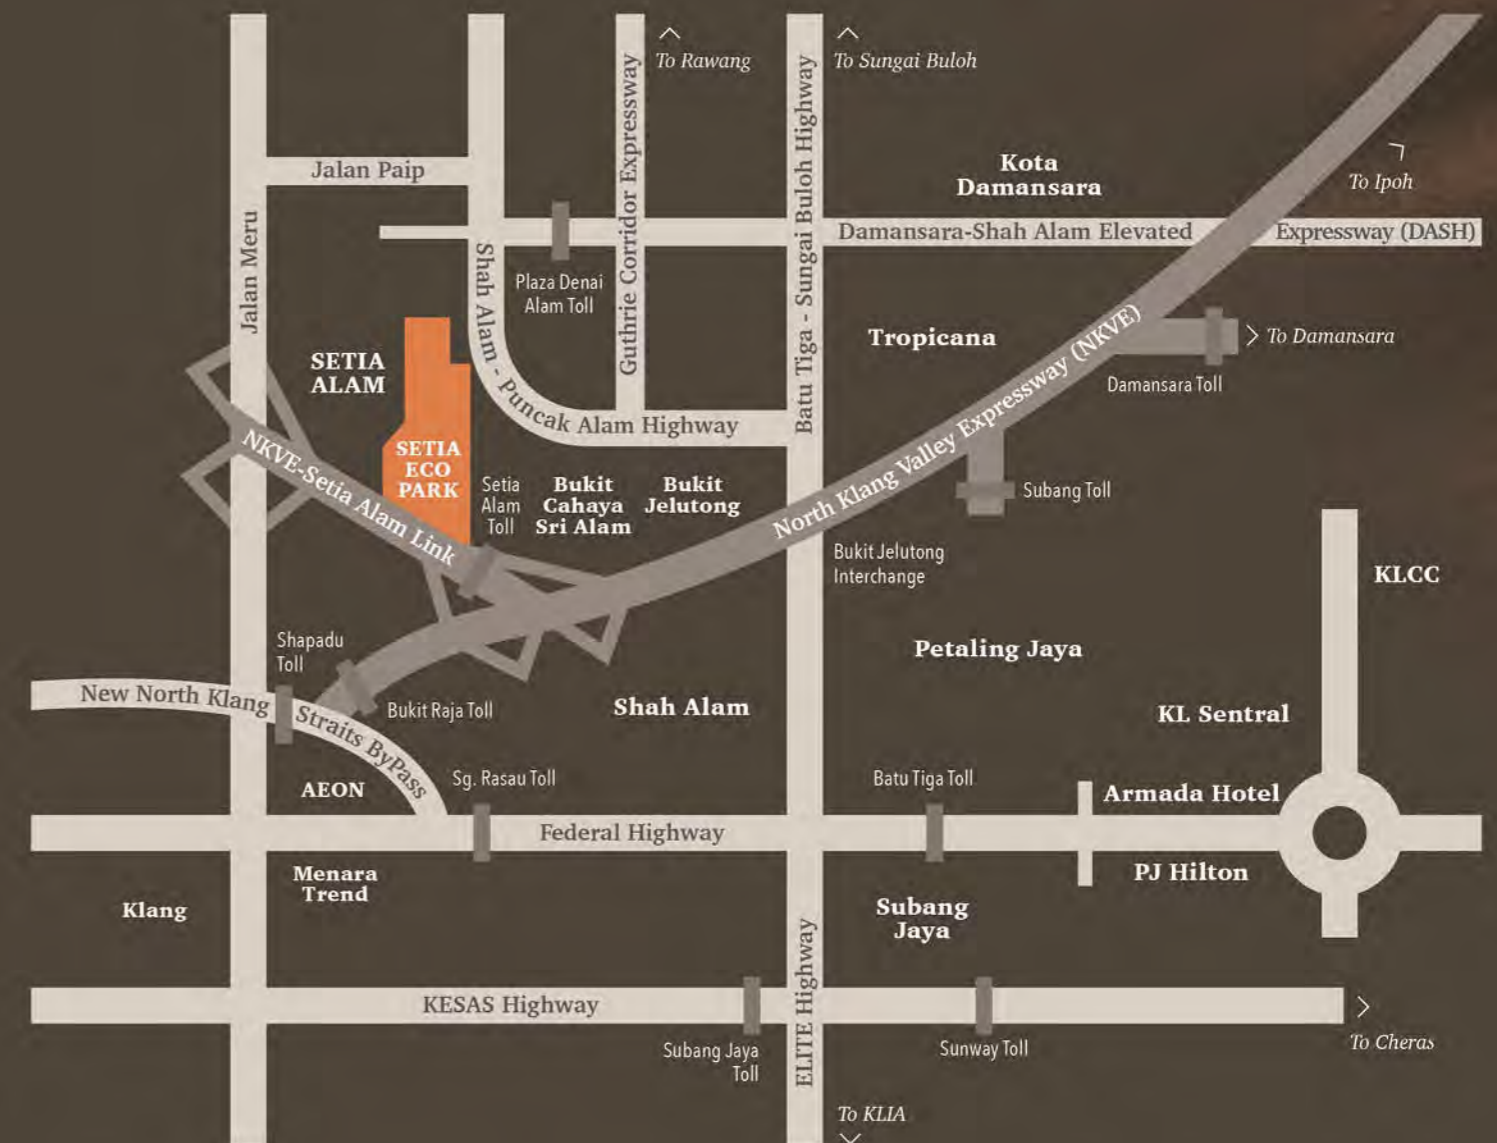 To Rawang
To Sungai Buloh
Kota
Damansara
To Ipoh
Jalan Paip
Jalan Meru
Shah Alam - Puncak Alam Highway
Guthrie Corridor Expressway
Batu Tiga - Sungai Buloh Highway
Damansara-Shah Alam Elevated
Expressway (DASH)
Plaza Denai
Alam Toll
Tropicana
To Damansara
Damansara Toll
SETIA
ALAM
SETIA
ECO
PARK
NKVE-Setia Alam Link
Setia
Alam
Toll
Bukit
Cahaya
Sri Alam
Bukit
Jelutong
North Klang Valley Expressway (NKVE)
Subang Toll
Bukit Jelutong
Interchange
KLCC
Petaling Jaya
Shapadu
Toll
New North Klang
Straits ByPass
Bukit Raja Toll
Shah Alam
KL Sentral
AEON
Sg. Rasau Toll
Batu Tiga Toll
Armada Hotel
Federal Highway
PJ Hilton
Menara
Trend
Klang
Subang
Jaya
KESAS Highway
ELITE Highway
Subang Jaya
Toll
Sunway Toll
To Cheras
To KLIA